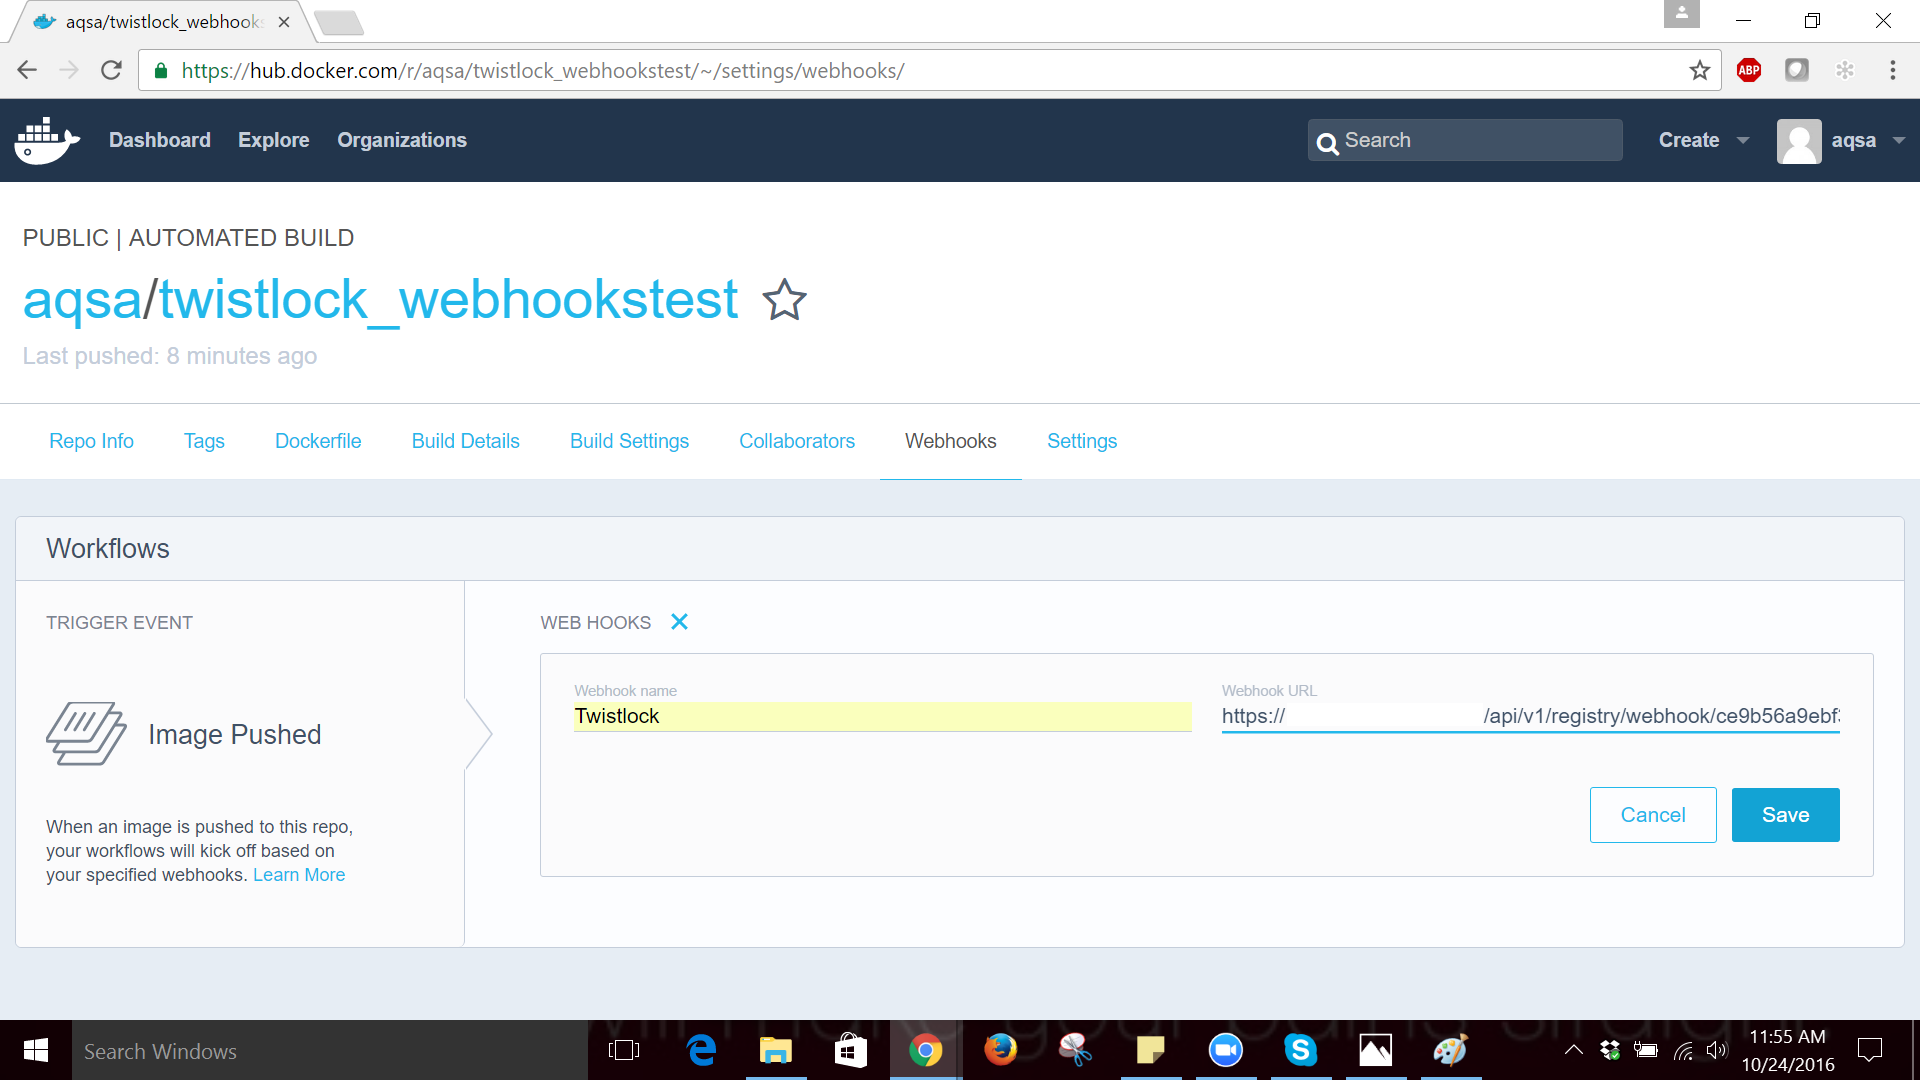 aqsa/twistlock_webhooks
https://hub.docker.com/r/aqsa/twistlock_webhookstest/~/settings/webhooks/
ABP
Dashboard Explore Organizations Search Create aqsa
PUBLIC | AUTOMATED BUILD
aqsa/twistlock_webhookstest
Last pushed: 8 minutes ago
Repo Info Tags Dockerfile Build Details Build Settings Collaborators Webhooks Settings
Workflows
TRIGGER EVENT
Image Pushed
When an image is pushed to this repo,
your workflows will kick off based on
your specified webhooks. Learn More
WEB HOOKS
Webhook name
Twistlock
Webhook URL
https:// /api/v1/registry/webhook/ce9b56a9ebf
Cancel Save
Search Windows
11:55 AM
10/24/2016